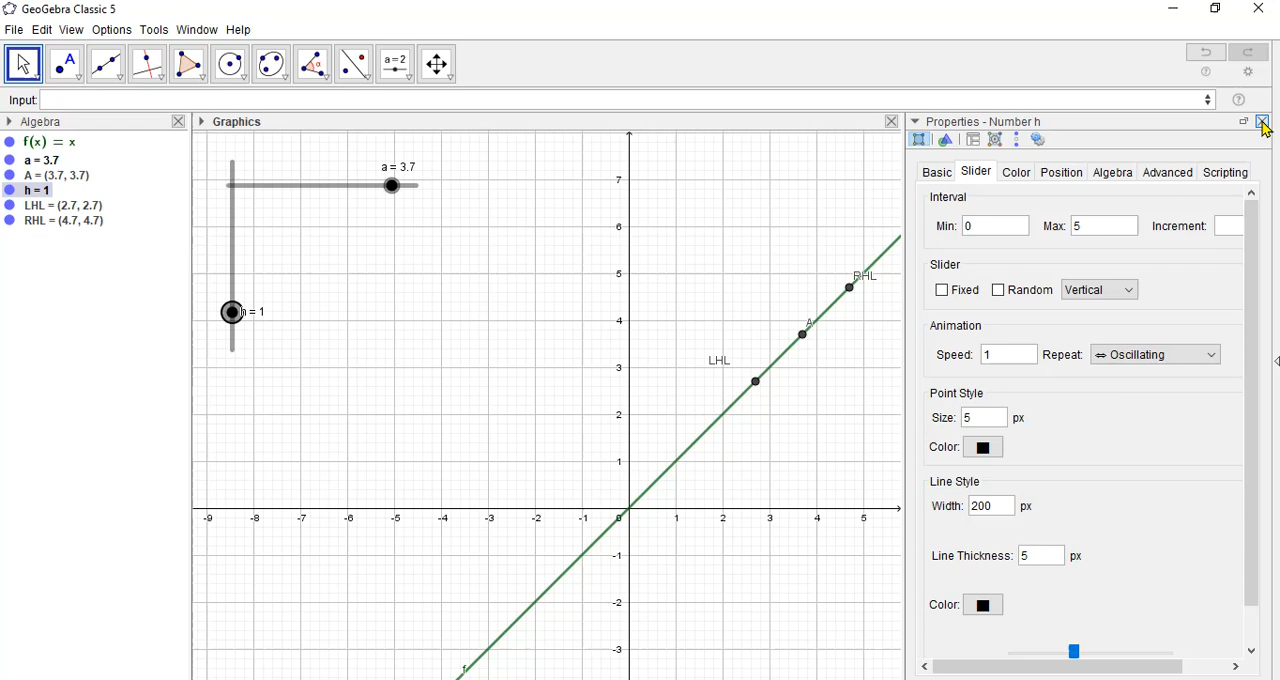 GeoGebra Classic 5
File Edit View Options Tools Window Help
A
α
a=2
Input:
Algebra
Graphics
Properties - Number h
f(x) = x
a = 3.7
A = (3.7, 3.7)
h = 1
LHL = (2.7, 2.7)
RHL = (4.7, 4.7)
a = 3.7
h = 1
RHL
A
LHL
f
7
6
5
4
3
2
1
-9 -8 -7 -6 -5 -4 -3 -2 -1 0 1 2 3 4 5
-1
-2
-3
Basic Slider Color Position Algebra Advanced Scripting
Interval
Min: 0 Max: 5 Increment:
Slider
Fixed Random Vertical
Animation
Speed: 1 Repeat: ⇔ Oscillating
Point Style
Size: 5 px
Color:
Line Style
Width: 200 px
Line Thickness: 5 px
Color: